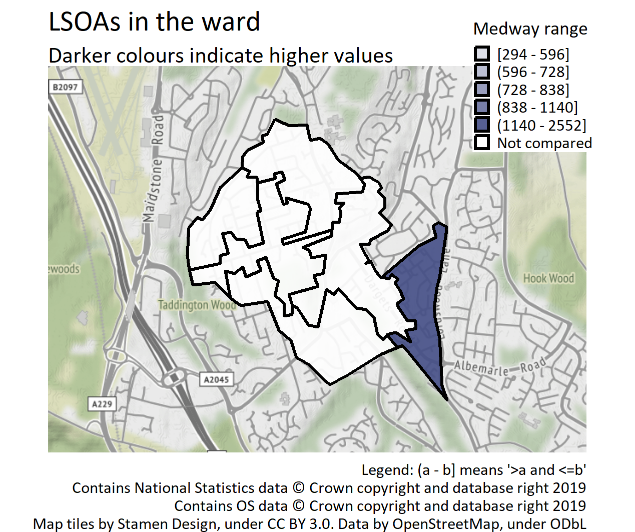 LSOAs in the ward
Darker colours indicate higher values
Medway range
[294 - 596]
(596 - 728]
(728 - 838]
(838 - 1140]
(1140 - 2552]
Not compared
B2097
Maidstone Road
ewoods
Taddington Wood
Hook Wood
Lane
Albemarle Road
A2045
A229
Legend: (a - b] means '>a and <=b'
Contains National Statistics data © Crown copyright and database right 2019
Contains OS data © Crown copyright and database right 2019
Map tiles by Stamen Design, under CC BY 3.0. Data by OpenStreetMap, under ODbL